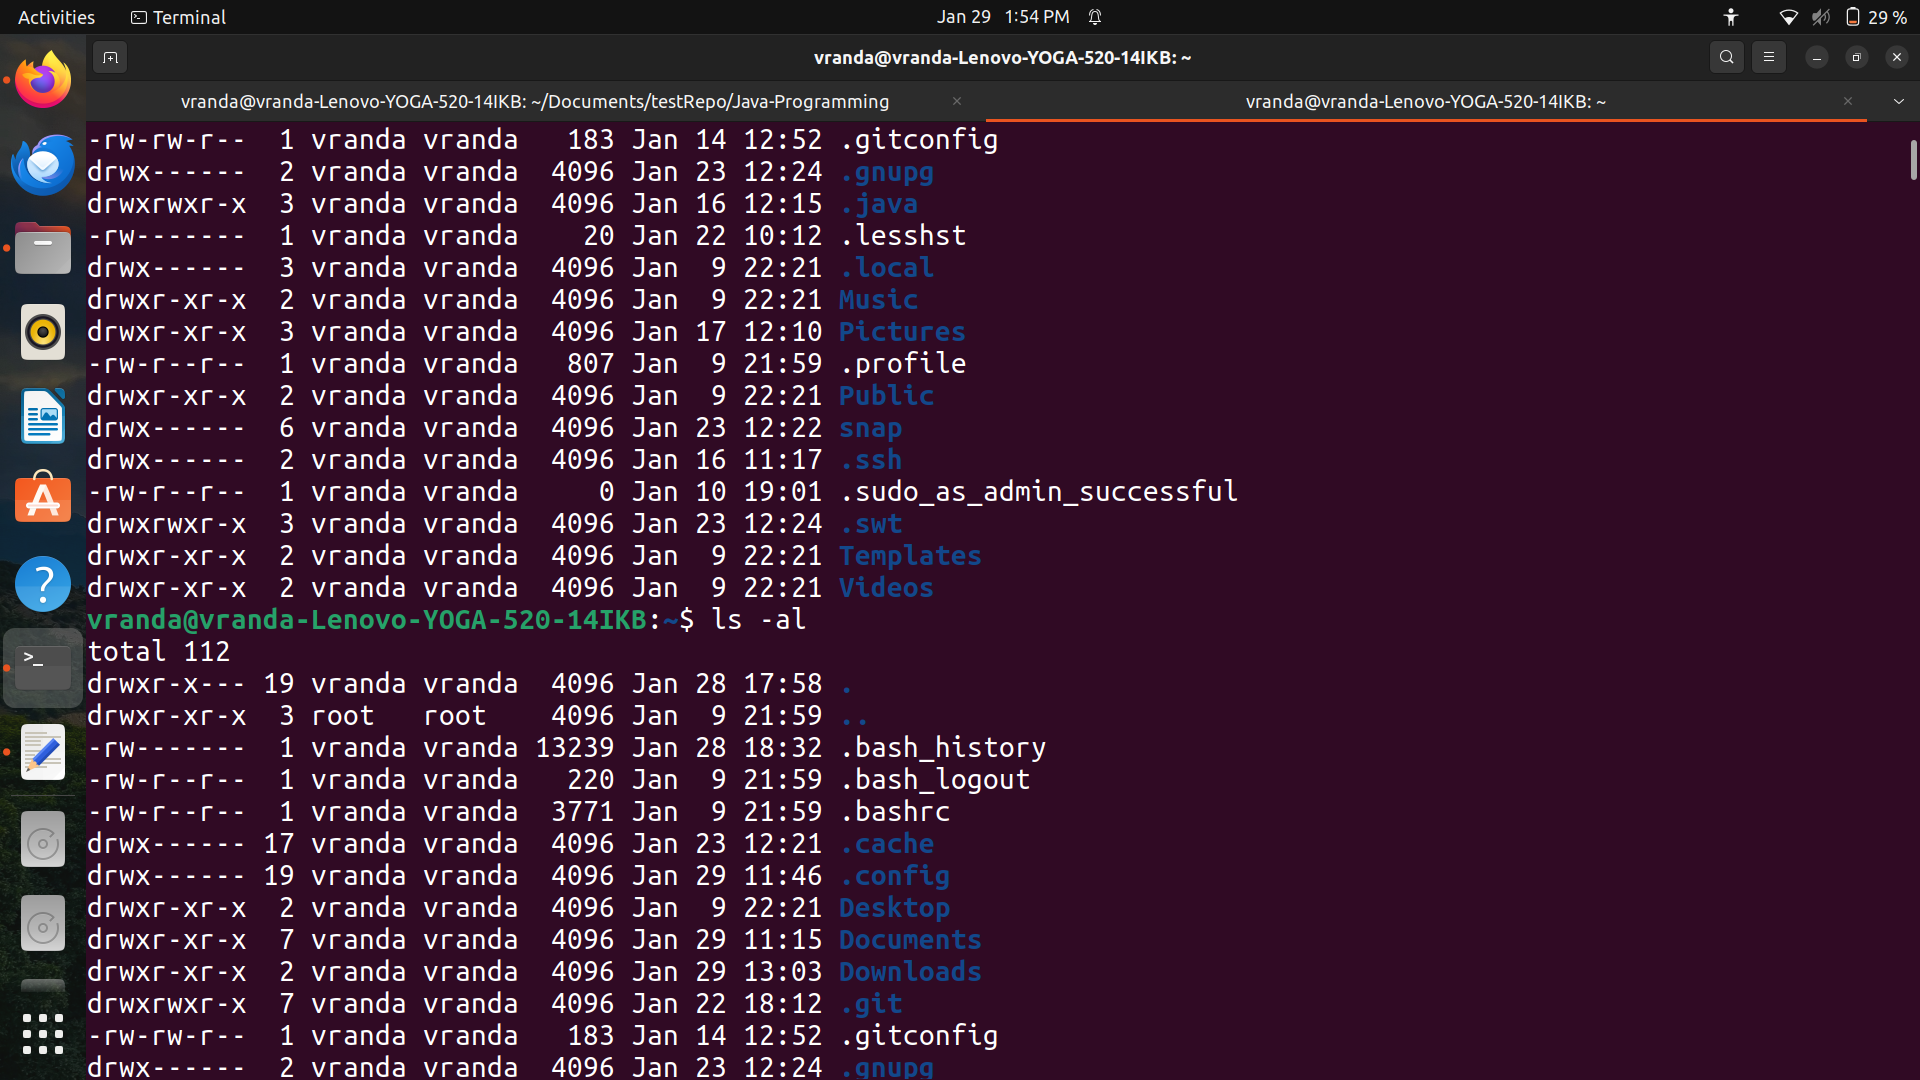 Activities Terminal Jan 29 1:54 PM 29 %
vranda@vranda-Lenovo-YOGA-520-14IKB: ~
vranda@vranda-Lenovo-YOGA-520-14IKB: ~/Documents/testRepo/Java-Programming vranda@vranda-Lenovo-YOGA-520-14IKB: ~
-rw-rw-r--  1 vranda vranda   183 Jan 14 12:52 .gitconfig
drwx------  2 vranda vranda  4096 Jan 23 12:24 .gnupg
drwxrwxr-x  3 vranda vranda  4096 Jan 16 12:15 .java
-rw-------  1 vranda vranda    20 Jan 22 10:12 .lesshst
drwx------  3 vranda vranda  4096 Jan  9 22:21 .local
drwxr-xr-x  2 vranda vranda  4096 Jan  9 22:21 Music
drwxr-xr-x  3 vranda vranda  4096 Jan 17 12:10 Pictures
-rw-r--r--  1 vranda vranda   807 Jan  9 21:59 .profile
drwxr-xr-x  2 vranda vranda  4096 Jan  9 22:21 Public
drwx------  6 vranda vranda  4096 Jan 23 12:22 snap
drwx------  2 vranda vranda  4096 Jan 16 11:17 .ssh
-rw-r--r--  1 vranda vranda     0 Jan 10 19:01 .sudo_as_admin_successful
drwxrwxr-x  3 vranda vranda  4096 Jan 23 12:24 .swt
drwxr-xr-x  2 vranda vranda  4096 Jan  9 22:21 Templates
drwxr-xr-x  2 vranda vranda  4096 Jan  9 22:21 Videos
vranda@vranda-Lenovo-YOGA-520-14IKB:~$ ls -al
total 112
drwxr-x--- 19 vranda vranda  4096 Jan 28 17:58 .
drwxr-xr-x  3 root   root    4096 Jan  9 21:59 ..
-rw-------  1 vranda vranda 13239 Jan 28 18:32 .bash_history
-rw-r--r--  1 vranda vranda   220 Jan  9 21:59 .bash_logout
-rw-r--r--  1 vranda vranda  3771 Jan  9 21:59 .bashrc
drwx------ 17 vranda vranda  4096 Jan 23 12:21 .cache
drwx------ 19 vranda vranda  4096 Jan 29 11:46 .config
drwxr-xr-x  2 vranda vranda  4096 Jan  9 22:21 Desktop
drwxr-xr-x  7 vranda vranda  4096 Jan 29 11:15 Documents
drwxr-xr-x  2 vranda vranda  4096 Jan 29 13:03 Downloads
drwxrwxr-x  7 vranda vranda  4096 Jan 22 18:12 .git
-rw-rw-r--  1 vranda vranda   183 Jan 14 12:52 .gitconfig
drwx------  2 vranda vranda  4096 Jan 23 12:24 .gnupg